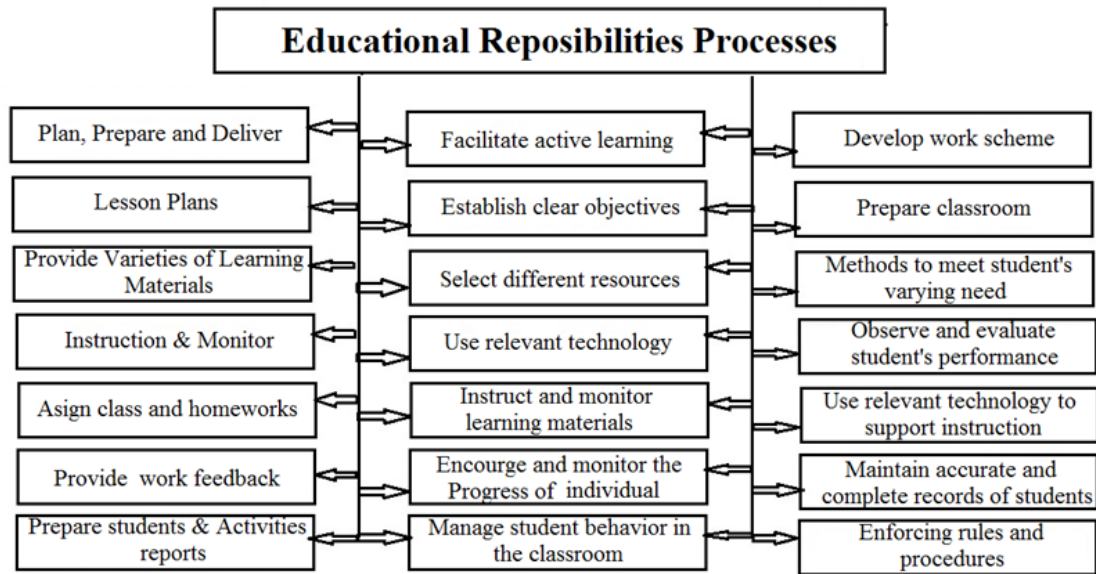 Educational Reposibilities Processes
Plan, Prepare and Deliver
Facilitate active learning
Develop work scheme
Lesson Plans
Establish clear objectives
Prepare classroom
Provide Varieties of Learning
Materials
Select different resources
Methods to meet student's
varying need
Instruction & Monitor
Use relevant technology
Observe and evaluate
student's performance
Asign class and homeworks
Instruct and monitor
learning materials
Use relevant technology to
support instruction
Provide work feedback
Encourge and monitor the
Progress of individual
Maintain accurate and
complete records of students
Prepare students & Activities
reports
Manage student behavior in
the classroom
Enforcing rules and
procedures